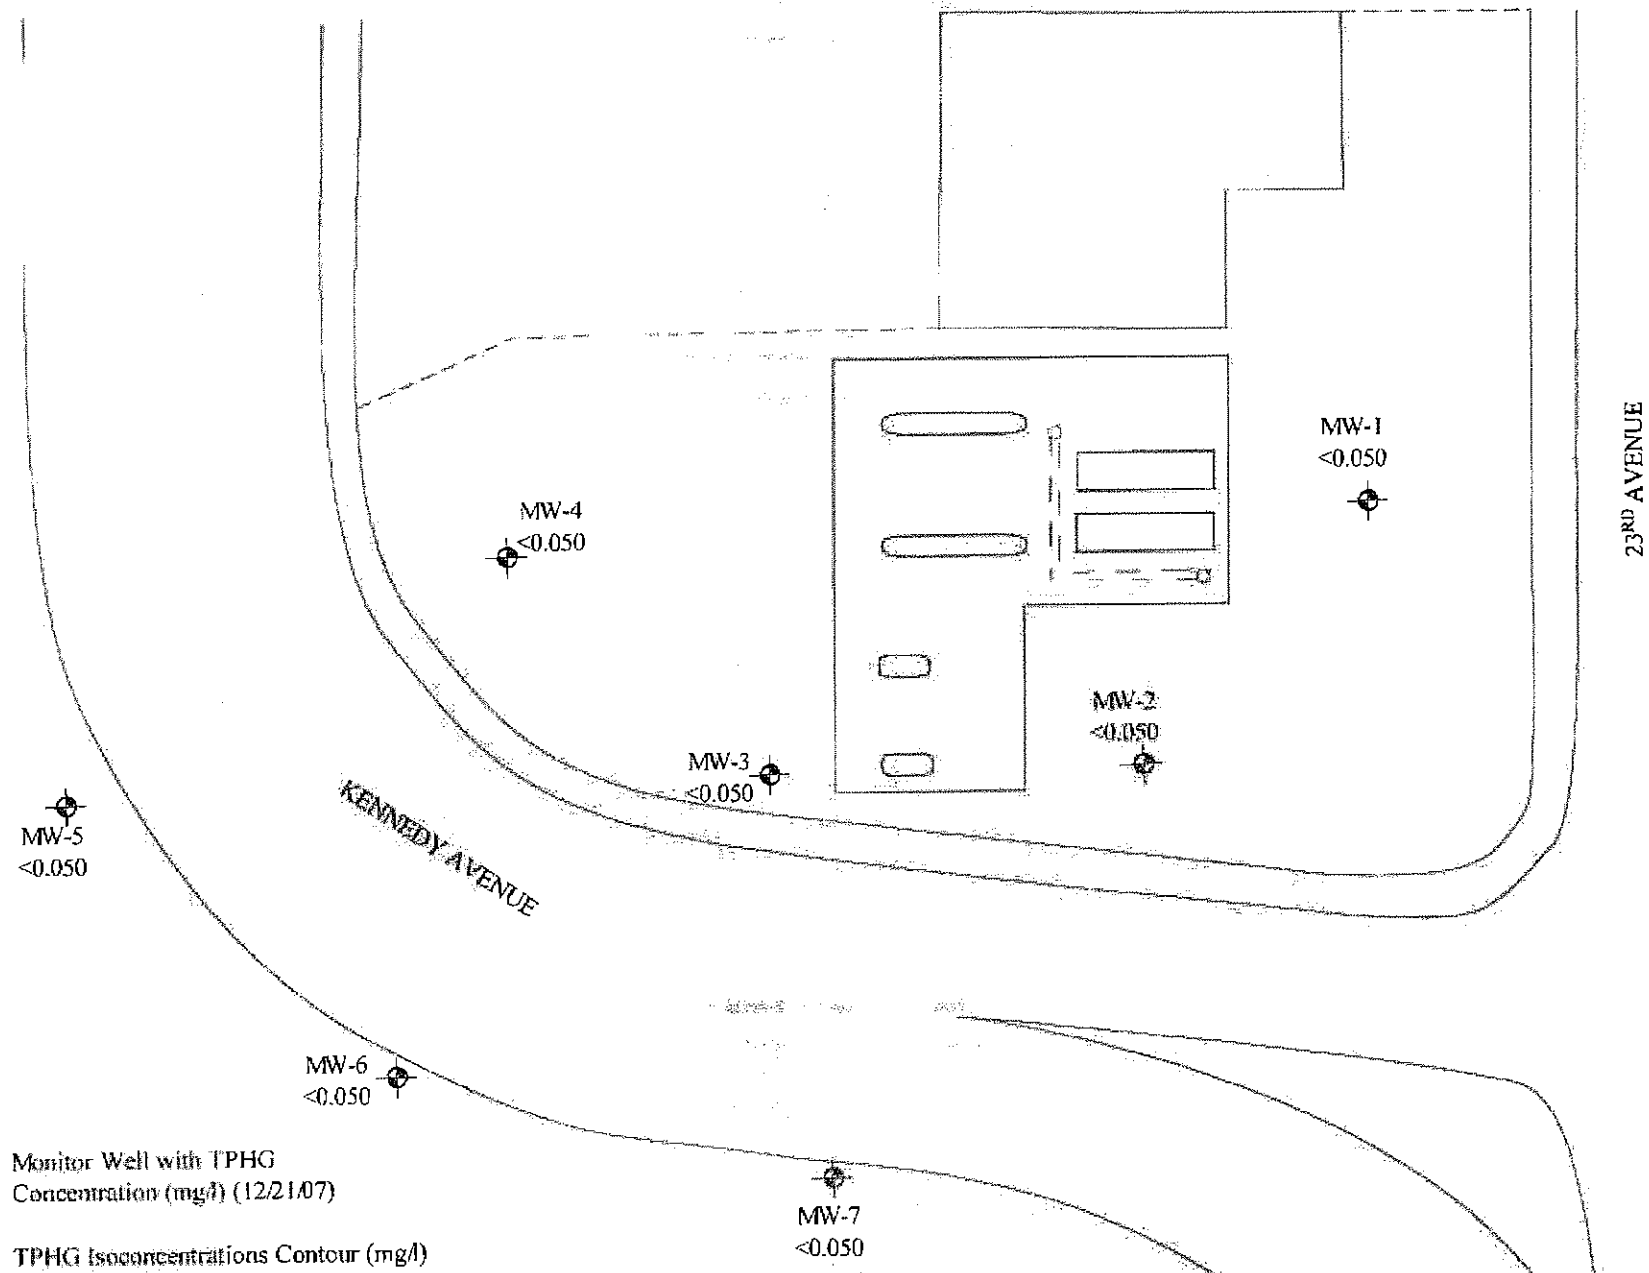 MW-1
<0.050
23RD AVENUE
MW-4
<0.050
MW-2
<0.050
MW-3
<0.050
KENNEDY AVENUE
MW-5
<0.050
MW-6
<0.050
Monitor Well with TPHG
Concentration (mg/l) (12/21/07)
MW-7
<0.050
TPHG Isoconcentrations Contour (mg/l)